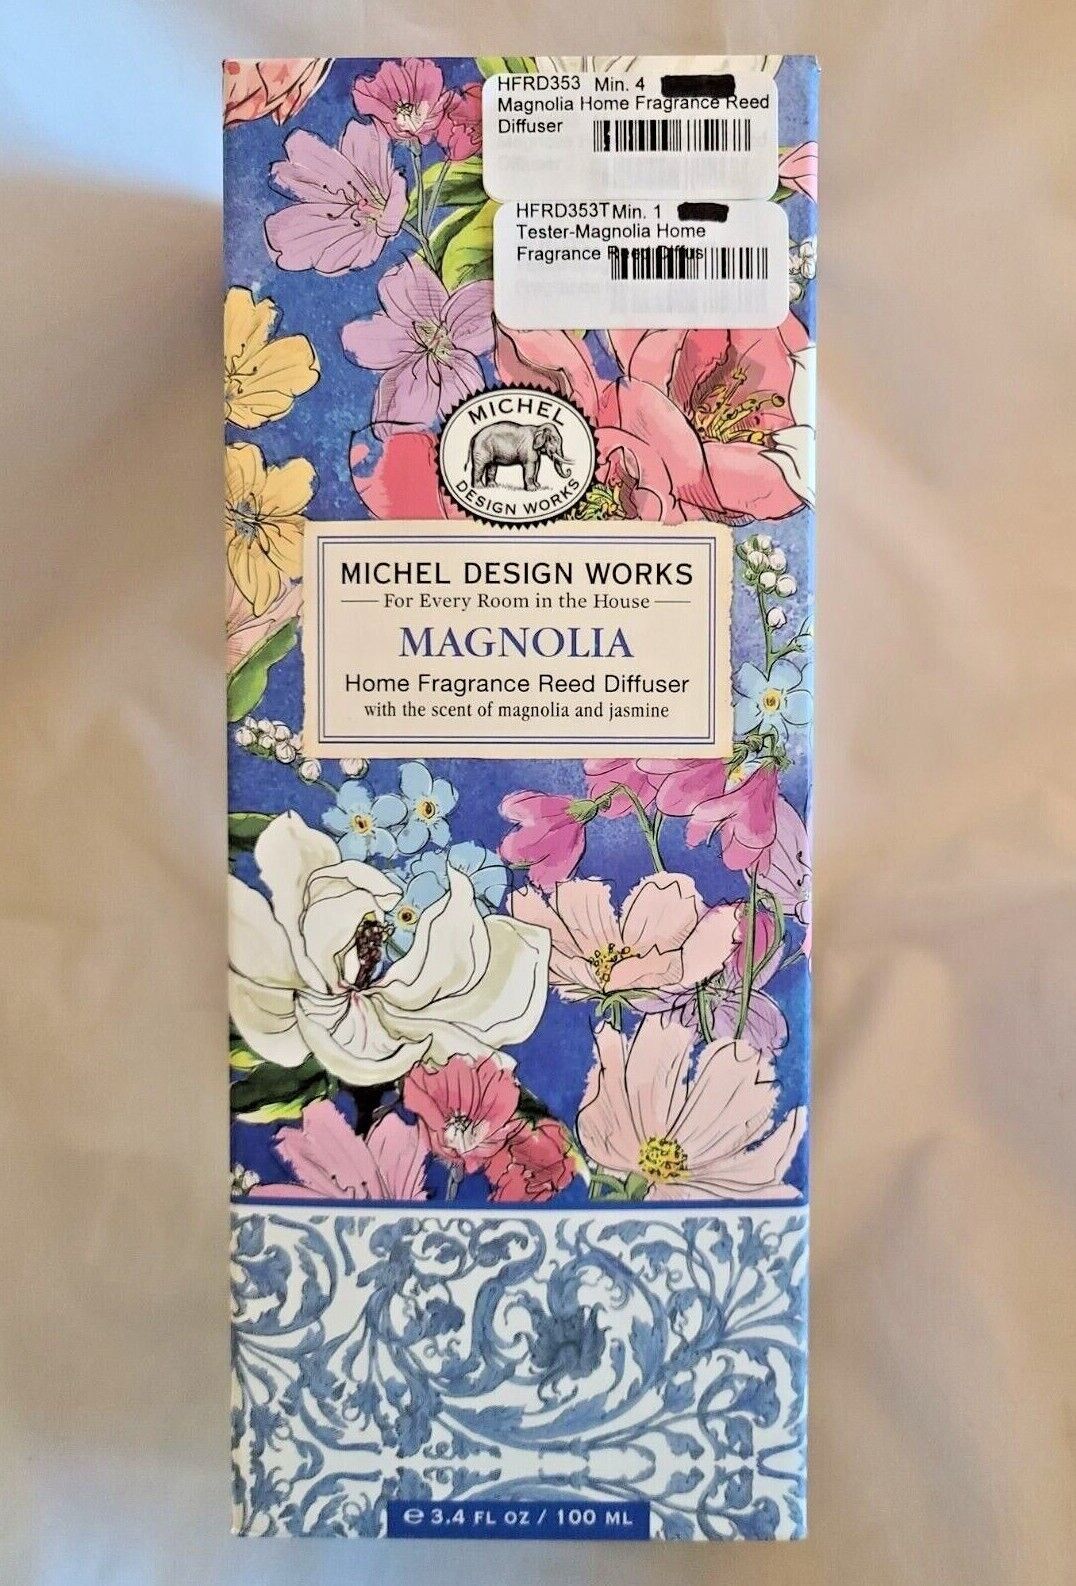 HFRD353 Min. 4
Magnolia Home Fragrance Reed
Diffuser
HFRD353T Min. 1
Tester-Magnolia Home
Fragrance Reed Diffus
MICHEL
DESIGN WORKS
MICHEL DESIGN WORKS
For Every Room in the House
MAGNOLIA
Home Fragrance Reed Diffuser
with the scent of magnolia and jasmine
℮ 3.4 FL OZ / 100 ML